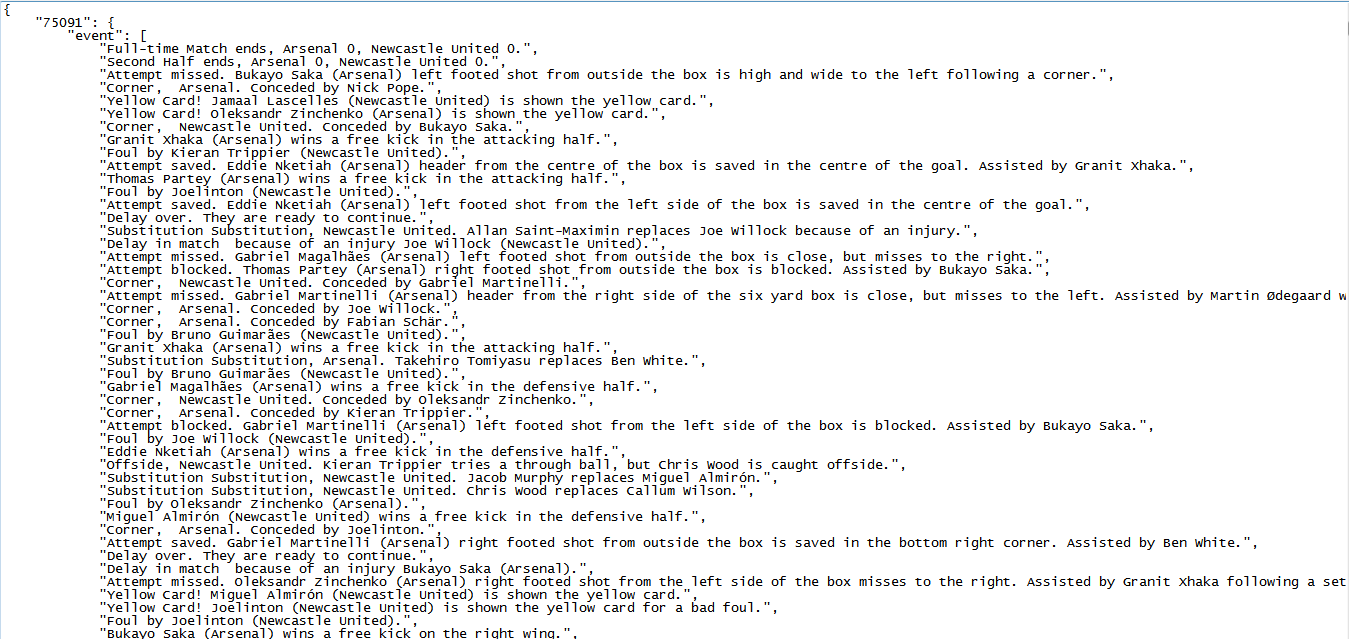 {
"75091": {
"event": [
"Full-time Match ends, Arsenal 0, Newcastle United 0.",
"Second Half ends, Arsenal 0, Newcastle United 0.",
"Attempt missed. Bukayo Saka (Arsenal) left footed shot from outside the box is high and wide to the left following a corner.",
"Corner,  Arsenal. Conceded by Nick Pope.",
"Yellow Card! Jamaal Lascelles (Newcastle United) is shown the yellow card.",
"Yellow Card! Oleksandr Zinchenko (Arsenal) is shown the yellow card.",
"Corner,  Newcastle United. Conceded by Bukayo Saka.",
"Granit Xhaka (Arsenal) wins a free kick in the attacking half.",
"Foul by Kieran Trippier (Newcastle United).",
"Attempt saved. Eddie Nketiah (Arsenal) header from the centre of the box is saved in the centre of the goal. Assisted by Granit Xhaka.",
"Thomas Partey (Arsenal) wins a free kick in the attacking half.",
"Foul by Joelinton (Newcastle United).",
"Attempt saved. Eddie Nketiah (Arsenal) left footed shot from the left side of the box is saved in the centre of the goal.",
"Delay over. They are ready to continue.",
"Substitution Substitution, Newcastle United. Allan Saint-Maximin replaces Joe Willock because of an injury.",
"Delay in match  because of an injury Joe Willock (Newcastle United).",
"Attempt missed. Gabriel Magalhães (Arsenal) left footed shot from outside the box is close, but misses to the right.",
"Attempt blocked. Thomas Partey (Arsenal) right footed shot from outside the box is blocked. Assisted by Bukayo Saka.",
"Corner,  Newcastle United. Conceded by Gabriel Martinelli.",
"Attempt missed. Gabriel Martinelli (Arsenal) header from the right side of the six yard box is close, but misses to the left. Assisted by Martin Ødegaard w
"Corner,  Arsenal. Conceded by Joe Willock.",
"Corner,  Arsenal. Conceded by Fabian Schär.",
"Foul by Bruno Guimarães (Newcastle United).",
"Granit Xhaka (Arsenal) wins a free kick in the attacking half.",
"Substitution Substitution, Arsenal. Takehiro Tomiyasu replaces Ben White.",
"Foul by Bruno Guimarães (Newcastle United).",
"Gabriel Magalhães (Arsenal) wins a free kick in the defensive half.",
"Corner,  Newcastle United. Conceded by Oleksandr Zinchenko.",
"Corner,  Arsenal. Conceded by Kieran Trippier.",
"Attempt blocked. Gabriel Martinelli (Arsenal) left footed shot from the left side of the box is blocked. Assisted by Bukayo Saka.",
"Foul by Joe Willock (Newcastle United).",
"Eddie Nketiah (Arsenal) wins a free kick in the defensive half.",
"Offside, Newcastle United. Kieran Trippier tries a through ball, but Chris Wood is caught offside.",
"Substitution Substitution, Newcastle United. Jacob Murphy replaces Miguel Almirón.",
"Substitution Substitution, Newcastle United. Chris Wood replaces Callum Wilson.",
"Foul by Oleksandr Zinchenko (Arsenal).",
"Miguel Almirón (Newcastle United) wins a free kick in the defensive half.",
"Corner,  Arsenal. Conceded by Joelinton.",
"Attempt saved. Gabriel Martinelli (Arsenal) right footed shot from outside the box is saved in the bottom right corner. Assisted by Ben White.",
"Delay over. They are ready to continue.",
"Delay in match  because of an injury Bukayo Saka (Arsenal).",
"Attempt missed. Oleksandr Zinchenko (Arsenal) right footed shot from the left side of the box misses to the right. Assisted by Granit Xhaka following a set
"Yellow Card! Miguel Almirón (Newcastle United) is shown the yellow card.",
"Yellow Card! Joelinton (Newcastle United) is shown the yellow card for a bad foul.",
"Foul by Joelinton (Newcastle United).",
"Bukayo Saka (Arsenal) wins a free kick on the right wing.",